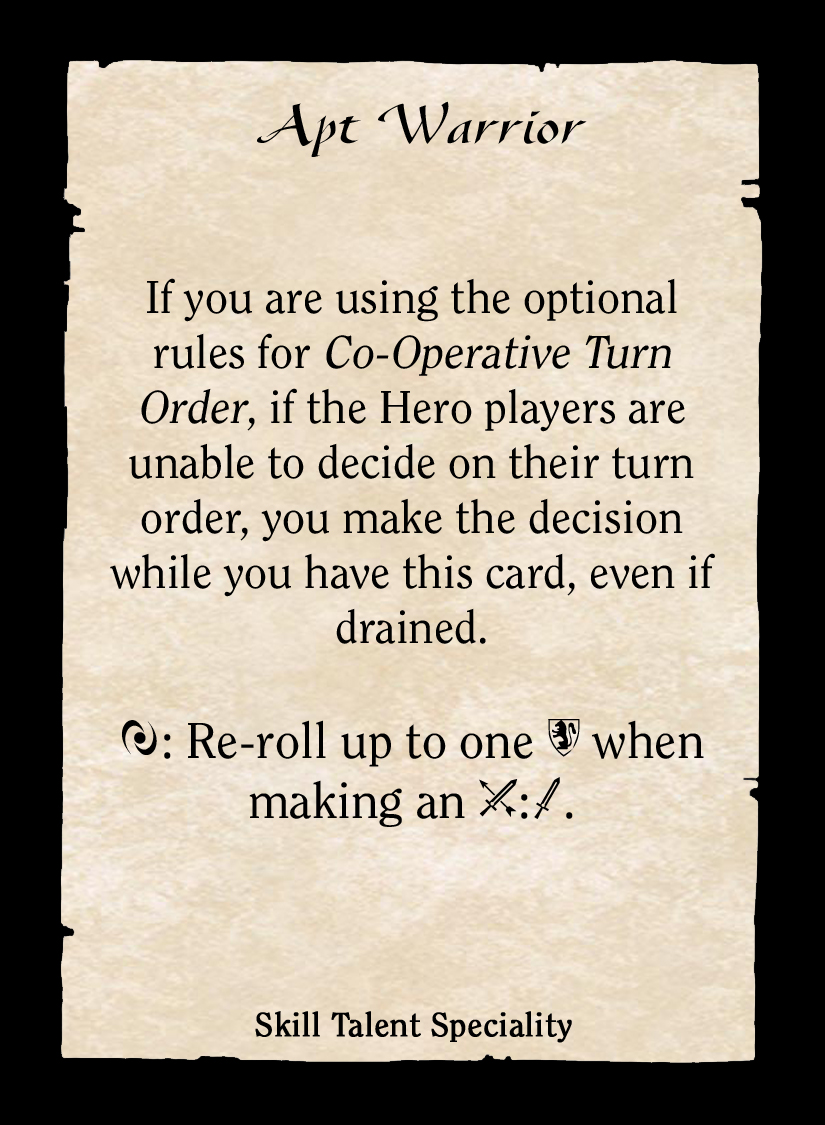 Apt Warrior
If you are using the optional
rules for Co-Operative Turn
Order, if the Hero players are
unable to decide on their turn
order, you make the decision
while you have this card, even if
drained.
: Re-roll up to one when
making an : .
Skill Talent Speciality